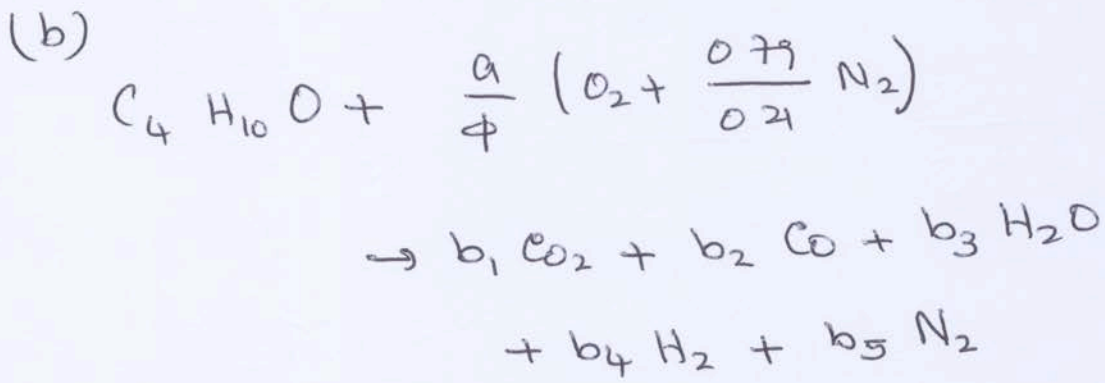 (b)
C₄ H₁₀ O + a/ϕ (O₂ + 0 79/0 21 N₂)
→ b₁ CO₂ + b₂ CO + b₃ H₂O
+ b₄ H₂ + b₅ N₂